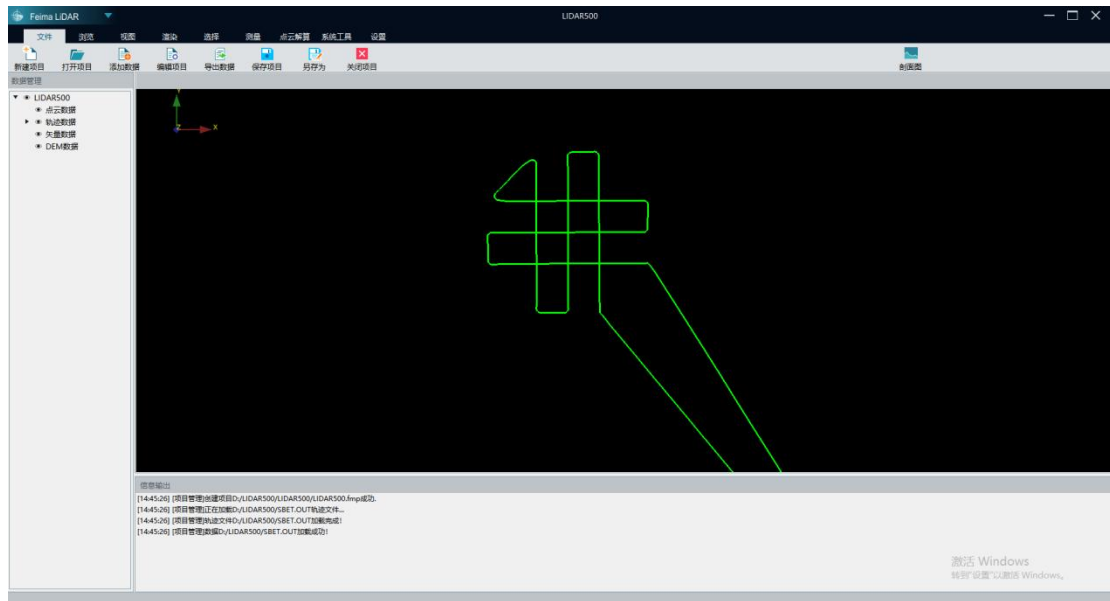 Feima LiDAR LIDAR500
文件 浏览 视图 渲染 选择 测量 点云解算 系统工具 设置
新建项目 打开项目 添加数据 编辑项目 导出数据 保存项目 另存为 关闭项目 剖面图
数据管理
LIDAR500
点云数据
轨迹数据
矢量数据
DEM数据
Y
Z X
信息输出
[14:45:26] [项目管理]创建项目D:/LIDAR500/LIDAR500/LIDAR500.fmp成功.
[14:45:26] [项目管理]正在加载D:/LIDAR500/SBET.OUT轨迹文件...
[14:45:26] [项目管理]轨迹文件D:/LIDAR500/SBET.OUT加载完成!
[14:45:26] [项目管理]数据D:/LIDAR500/SBET.OUT加载成功!
激活 Windows
转到"设置"以激活 Windows。